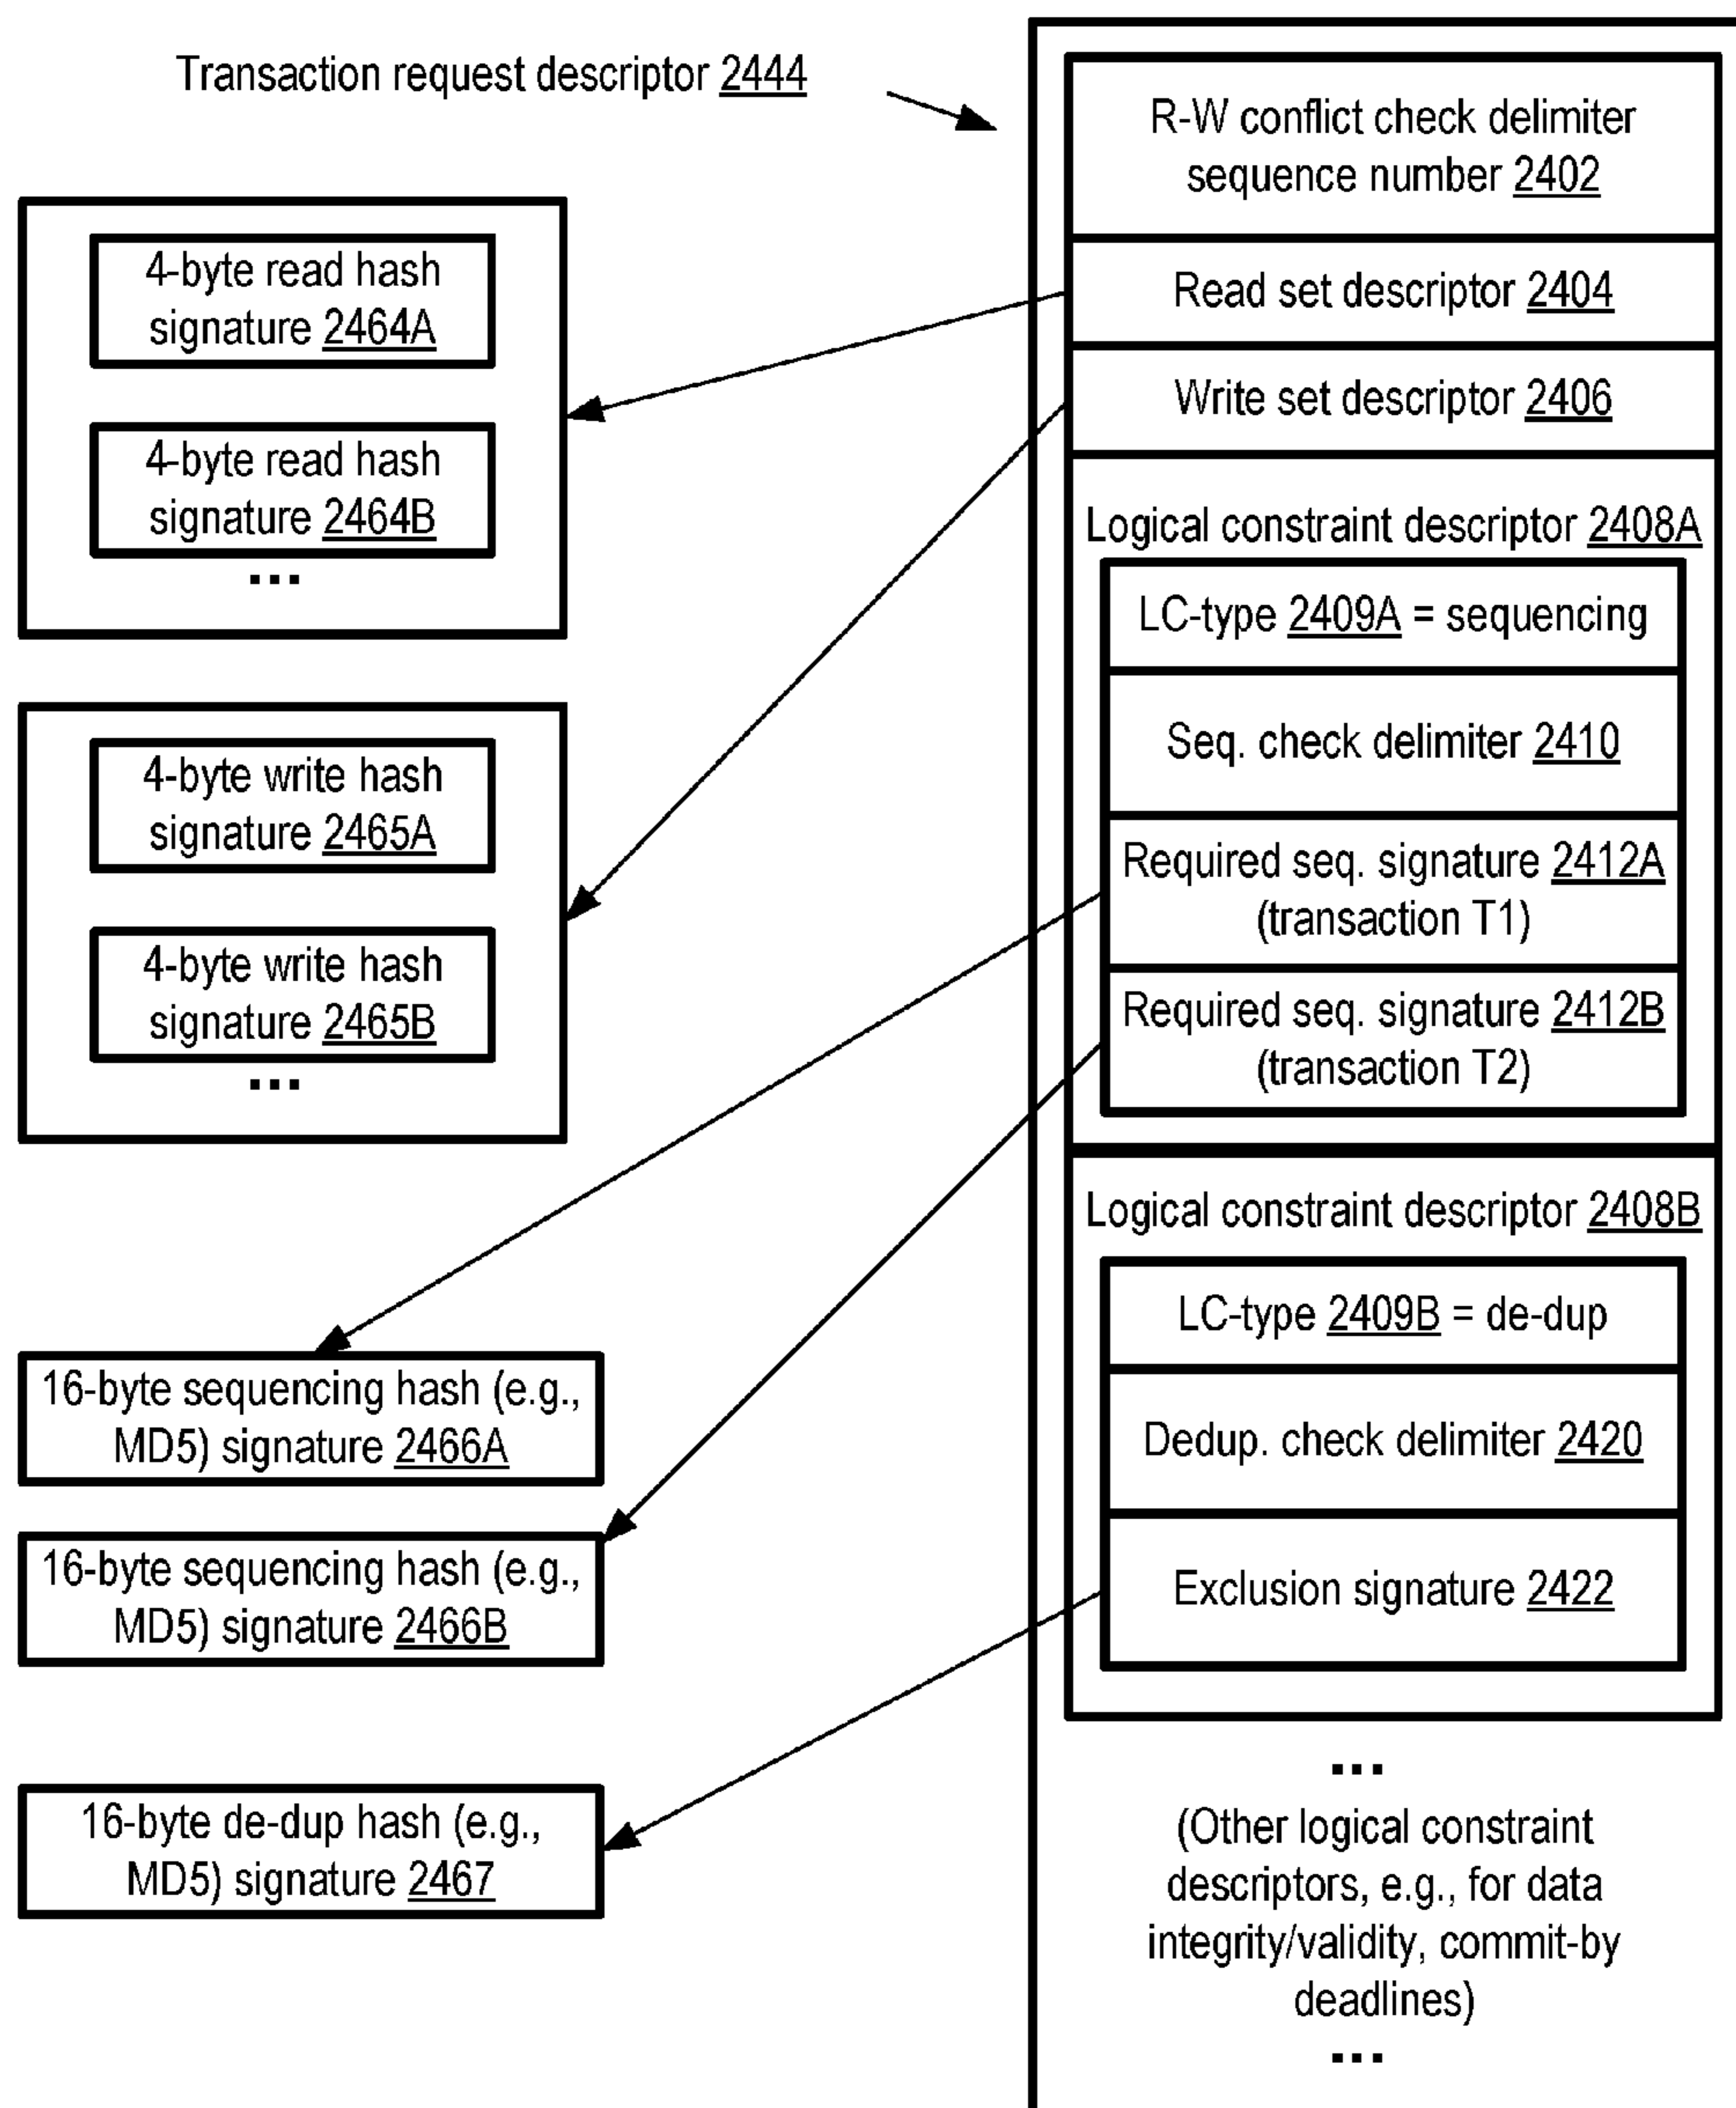 Transaction request descriptor 2444
R-W conflict check delimiter
sequence number 2402
Read set descriptor 2404
Write set descriptor 2406
Logical constraint descriptor 2408A
LC-type 2409A = sequencing
Seq. check delimiter 2410
Required seq. signature 2412A
(transaction T1)
Required seq. signature 2412B
(transaction T2)
Logical constraint descriptor 2408B
LC-type 2409B = de-dup
Dedup. check delimiter 2420
Exclusion signature 2422
...
(Other logical constraint
descriptors, e.g., for data
integrity/validity, commit-by
deadlines)
...
4-byte read hash
signature 2464A
4-byte read hash
signature 2464B
...
4-byte write hash
signature 2465A
4-byte write hash
signature 2465B
...
16-byte sequencing hash (e.g.,
MD5) signature 2466A
16-byte sequencing hash (e.g.,
MD5) signature 2466B
16-byte de-dup hash (e.g.,
MD5) signature 2467